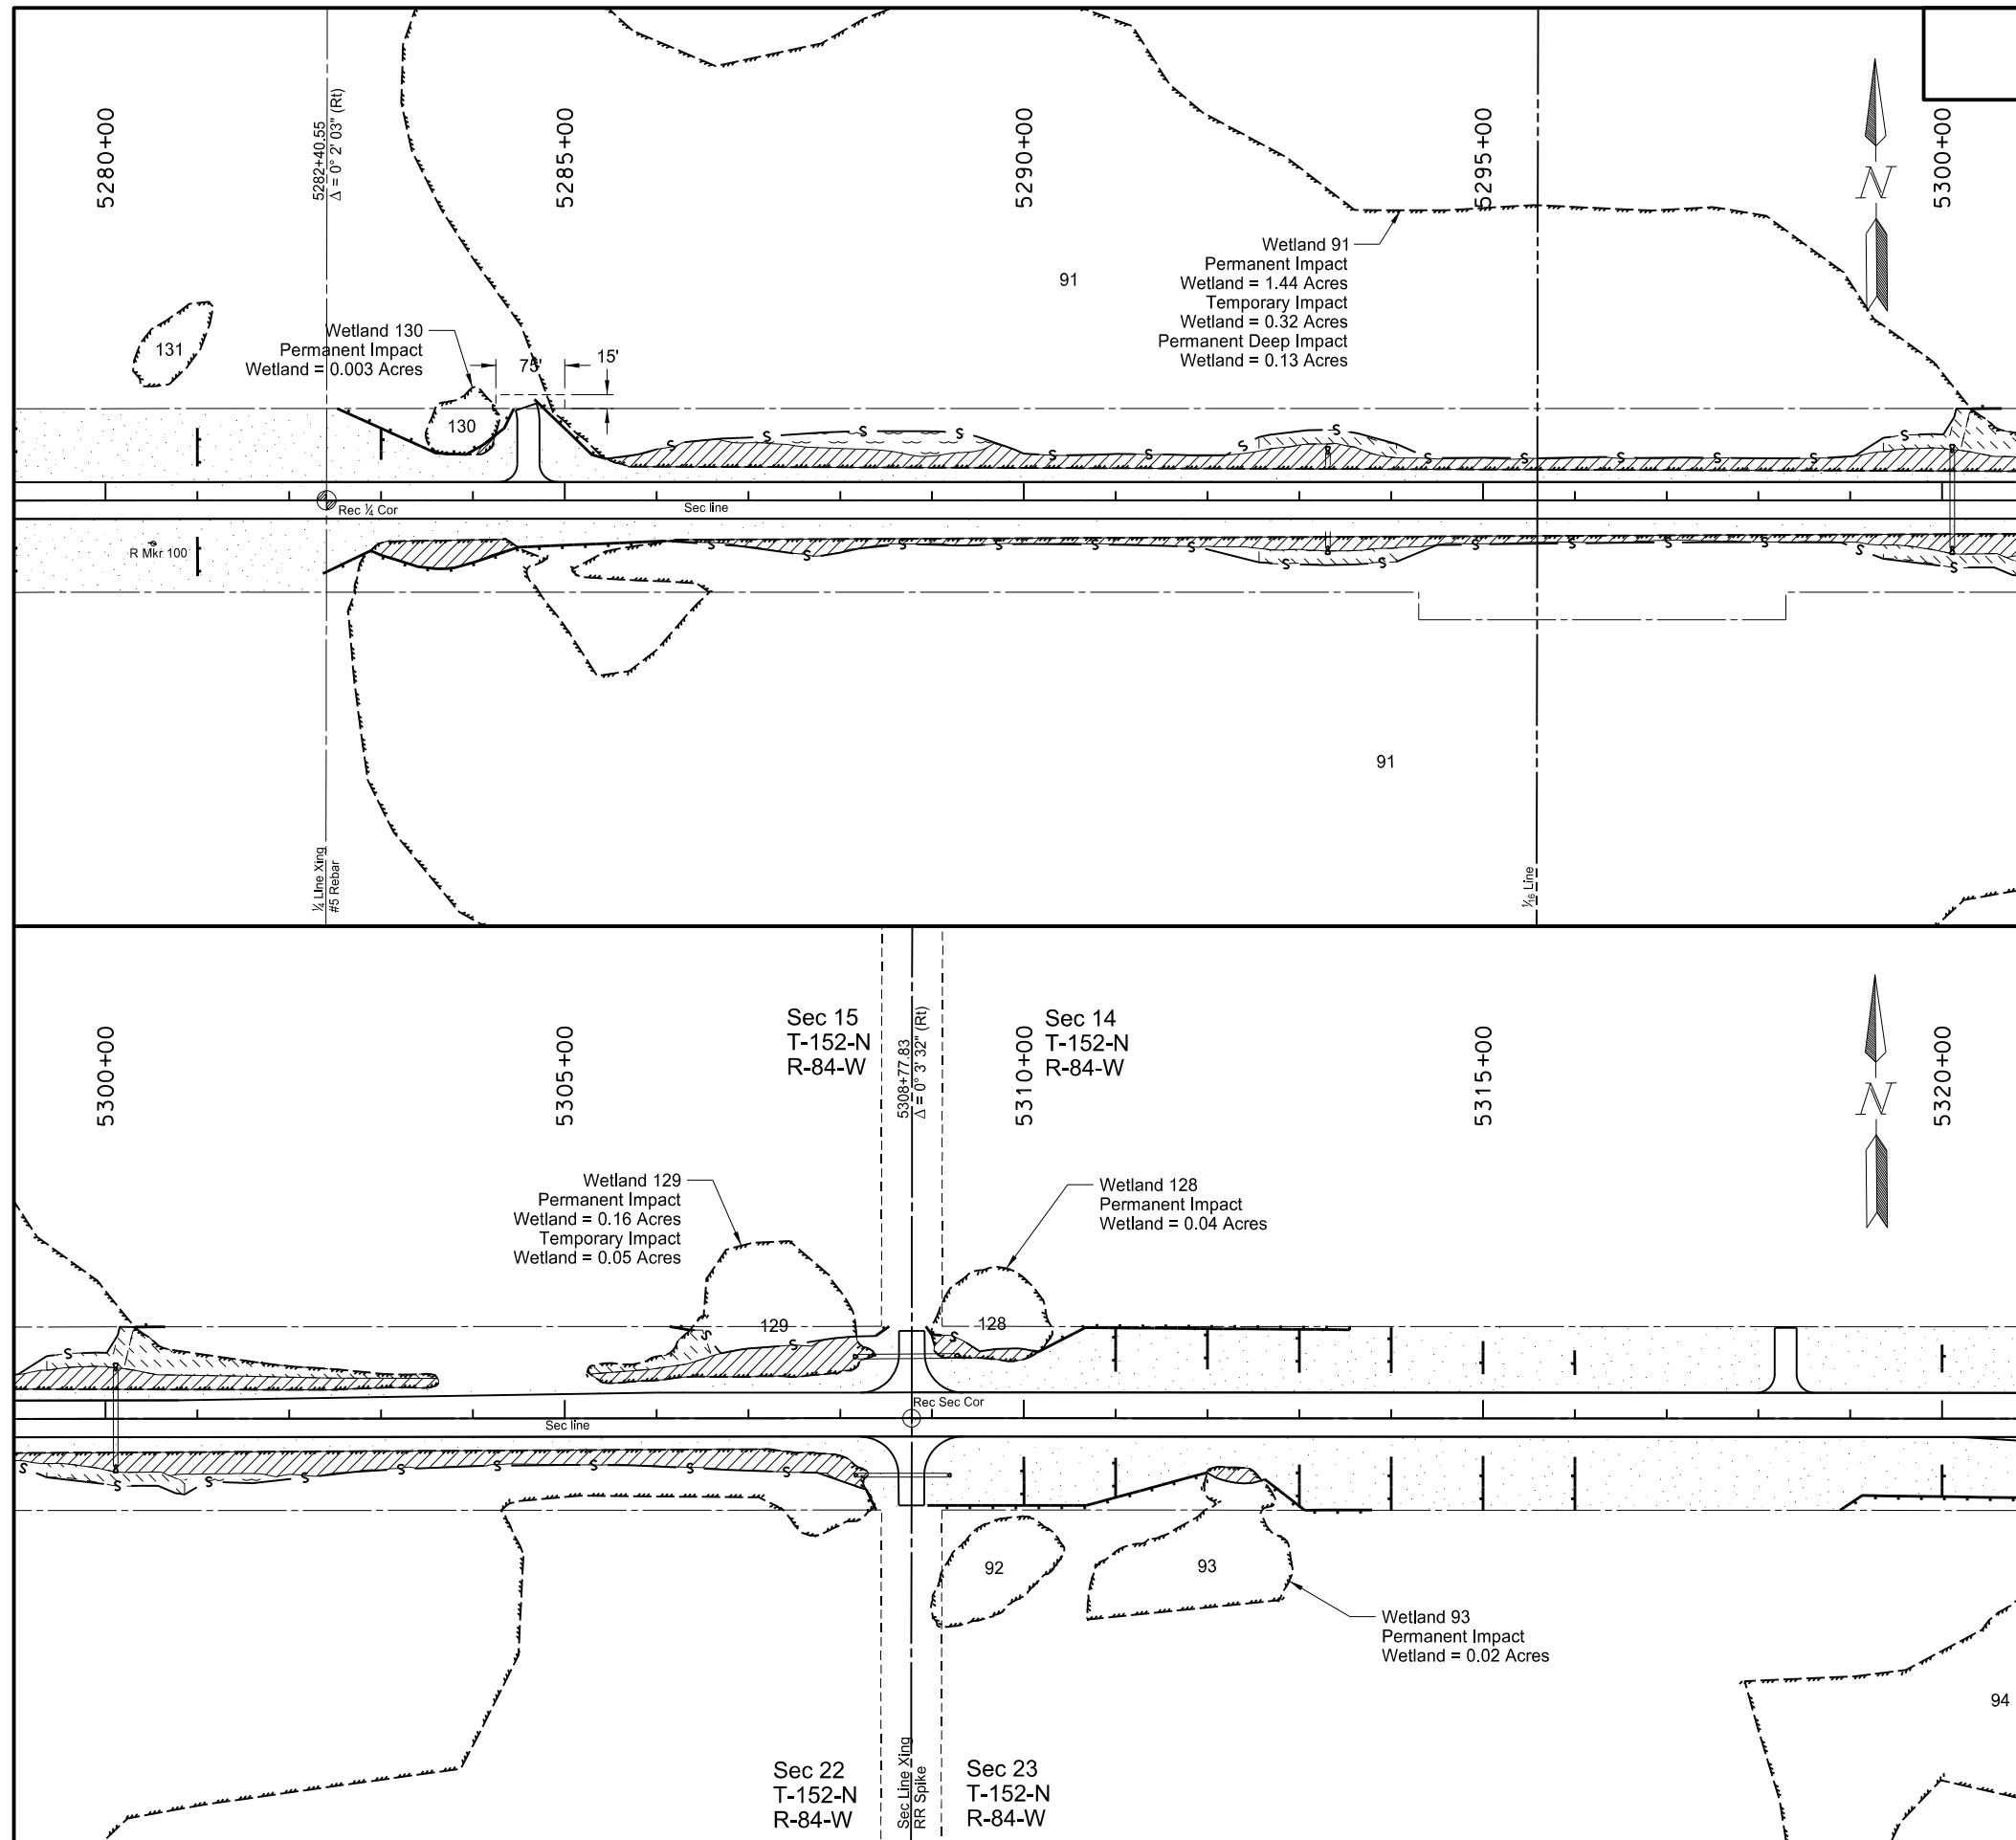 5280+00
5282+40.55
Δ = 0° 2' 03" (Rt)
5285+00
5290+00
5295+00
5300+00
N
Wetland 91
Permanent Impact
Wetland = 1.44 Acres
Temporary Impact
Wetland = 0.32 Acres
Permanent Deep Impact
Wetland = 0.13 Acres
91
131
Wetland 130
Permanent Impact
Wetland = 0.003 Acres
75'
15'
130
S S S S S S S S S S S S S
Rec ¼ Cor
Sec line
R Mkr 100
S S S S S S S S S S S S S S
91
¼ Line Xing
#5 Rebar
1/16 Line
Sec 15
T-152-N
R-84-W
Sec 14
T-152-N
R-84-W
5300+00
5305+00
5308+77.83
Δ = 0° 3' 32" (Rt)
5310+00
5315+00
5320+00
N
Wetland 129
Permanent Impact
Wetland = 0.16 Acres
Temporary Impact
Wetland = 0.05 Acres
Wetland 128
Permanent Impact
Wetland = 0.04 Acres
129
128
S S S S
Rec Sec Cor
Sec line
S S S S S S S S S
92
93
Wetland 93
Permanent Impact
Wetland = 0.02 Acres
94
Sec 22
T-152-N
R-84-W
Sec Line Xing
RR Spike
Sec 23
T-152-N
R-84-W